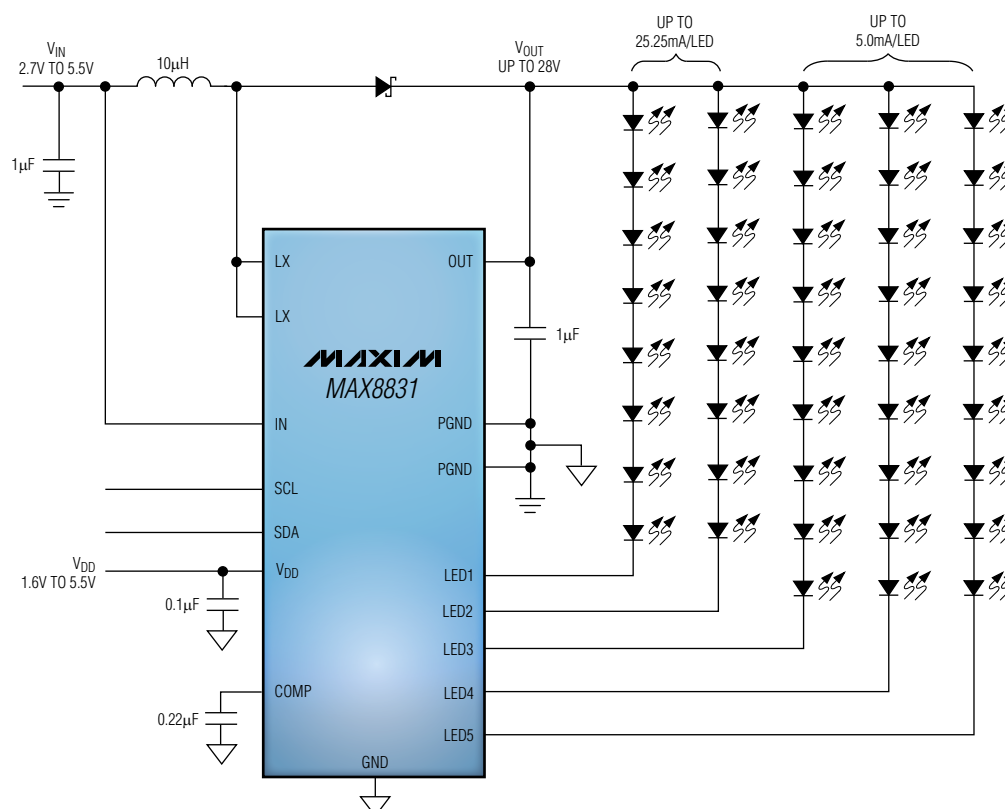 UP TO
25.25mA/LED
UP TO
5.0mA/LED
VIN
2.7V TO 5.5V
10µH
VOUT
UP TO 28V
1µF
LX
OUT
LX
1µF
MAXIM
MAX8831
IN
PGND
PGND
SCL
SDA
VDD
1.6V TO 5.5V
VDD
LED1
0.1µF
LED2
LED3
COMP
LED4
0.22µF
LED5
GND